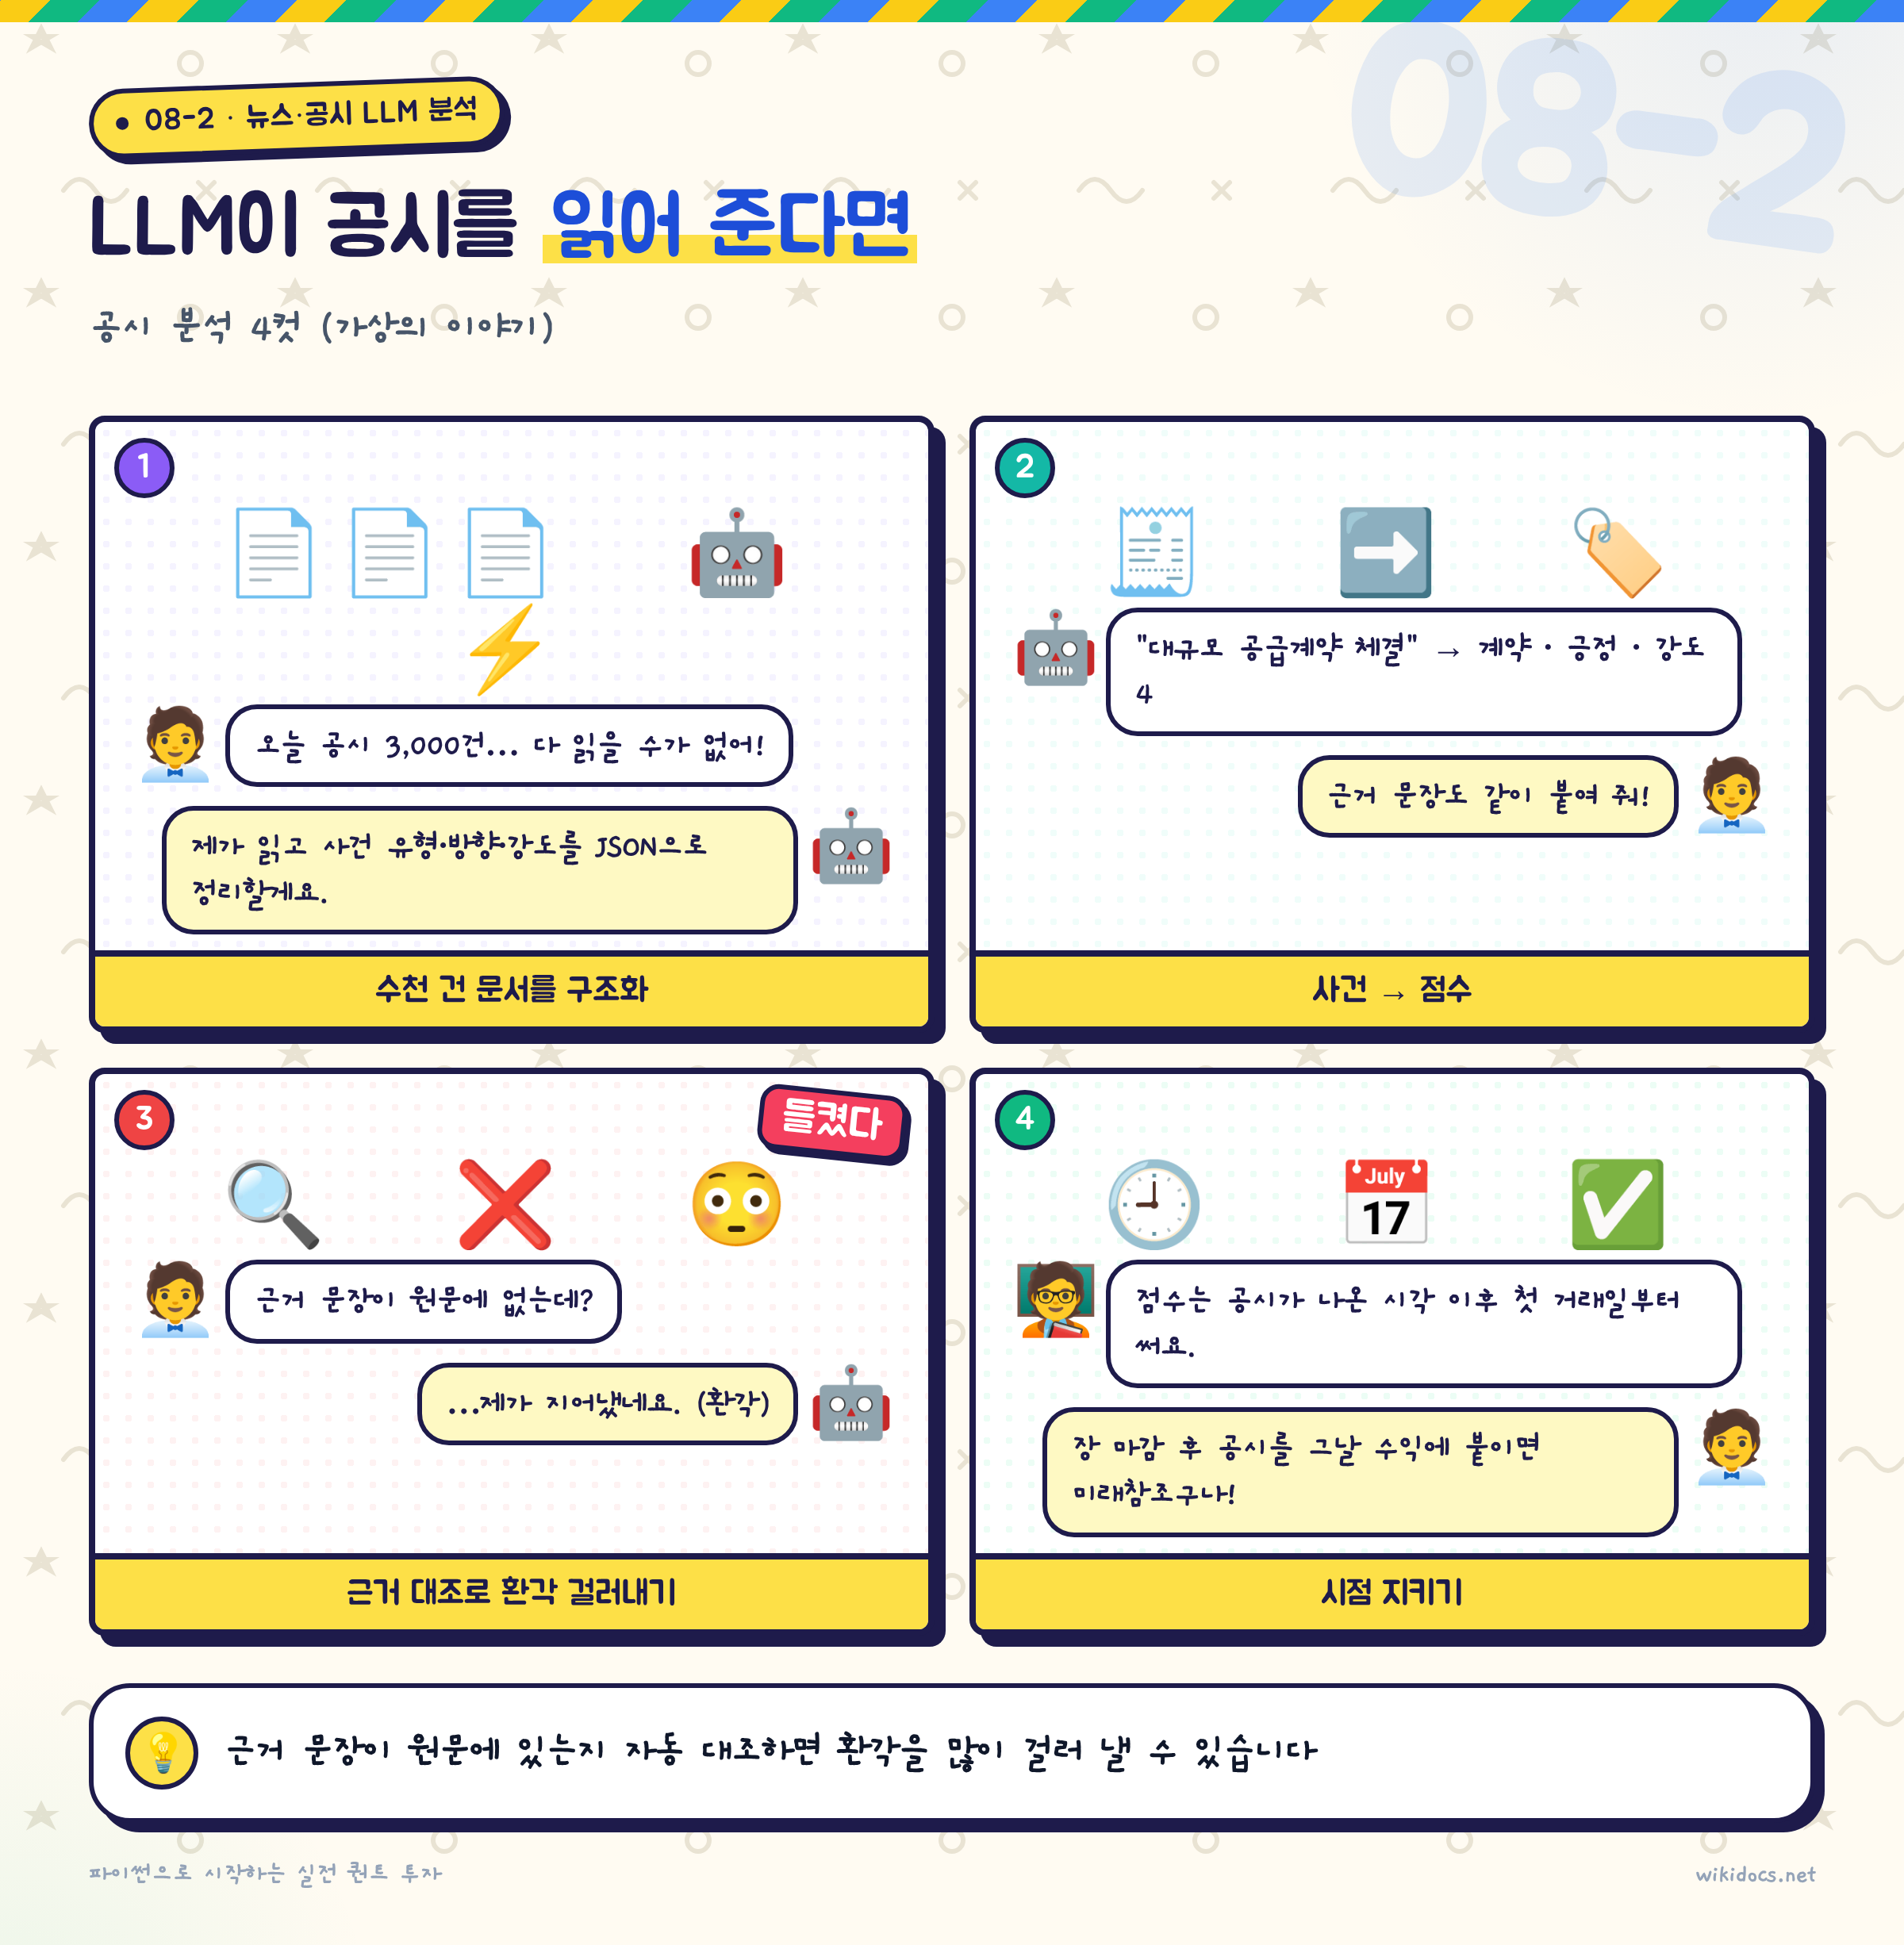 08-2
08-2 · 뉴스·공시 LLM 분석
LLM이 공시를 읽어 준다면
공시 분석 4컷 (가상의 이야기)
1
오늘 공시 3,000건... 다 읽을 수가 없어!
제가 읽고 사건 유형·방향·강도를 JSON으로
정리할게요.
수천 건 문서를 구조화
2
"대규모 공급계약 체결" → 계약 · 긍정 · 강도
4
근거 문장도 같이 붙여 줘!
사건 → 점수
3
들켰다
근거 문장이 원문에 없는데?
...제가 지어냈네요. (환각)
근거 대조로 환각 걸러내기
4
July
17
점수는 공시가 나온 시각 이후 첫 거래일부터
써요.
장 마감 후 공시를 그날 수익에 붙이면
미래참조구나!
시점 지키기
근거 문장이 원문에 있는지 자동 대조하면 환각을 많이 걸러 낼 수 있습니다
파이썬으로 시작하는 실전 퀀트 투자
wikidocs.net